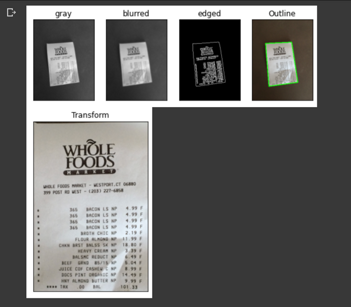 gray blurred edged Outline
Transform
WHOLE
FOODS
MARKET
WHOLE FOODS MARKET - WESTPORT, CT 06880
399 POST RD WEST - (203) 227-6858
365 BACON LS NP 4.99 F
365 BACON LS NP 4.99 F
365 BACON LS NP 4.99 F
365 BACON LS NP 4.99 F
BROTH CHIC NP 2.19 F
FLOUR ALMOND NP 11.99 F
CHKN BRST BNLSS SK NP 18.80 F
HEAVY CREAM NP 3.39 F
BALSMC REDUCT NP 6.49 F
BEEF GRND 85/15 NP 5.04 F
JUICE COF CASHEW C NP 8.99 F
DOCS PINT ORGANIC NP 14.49 F
HNY ALMOND BUTTER NP 9.99 F
**** TAX .00 BAL 101.33